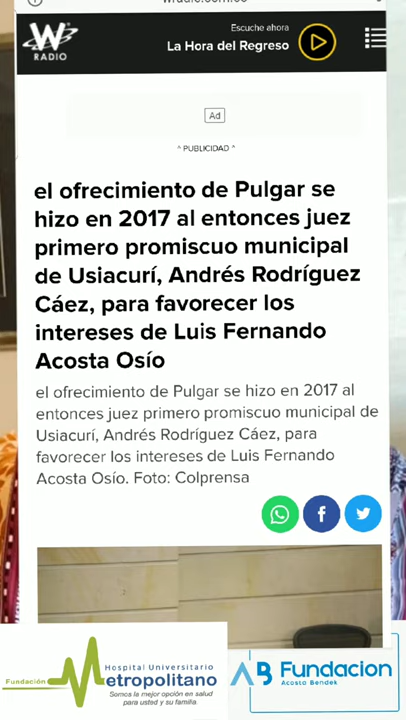 Escuche ahora
W
RADIO
La Hora del Regreso
Ad
^ PUBLICIDAD ^
el ofrecimiento de Pulgar se
hizo en 2017 al entonces juez
primero promiscuo municipal
de Usiacurí, Andrés Rodríguez
Cáez, para favorecer los
intereses de Luis Fernando
Acosta Osío
el ofrecimiento de Pulgar se hizo en 2017 al
entonces juez primero promiscuo municipal de
Usiacurí, Andrés Rodríguez Cáez, para
favorecer los intereses de Luis Fernando
Acosta Osío. Foto: Colprensa
Hospital Universitario
Fundación Metropolitano
Somos la mejor opción en salud
para usted y su familia
AB Fundacion
Acosta Bendek